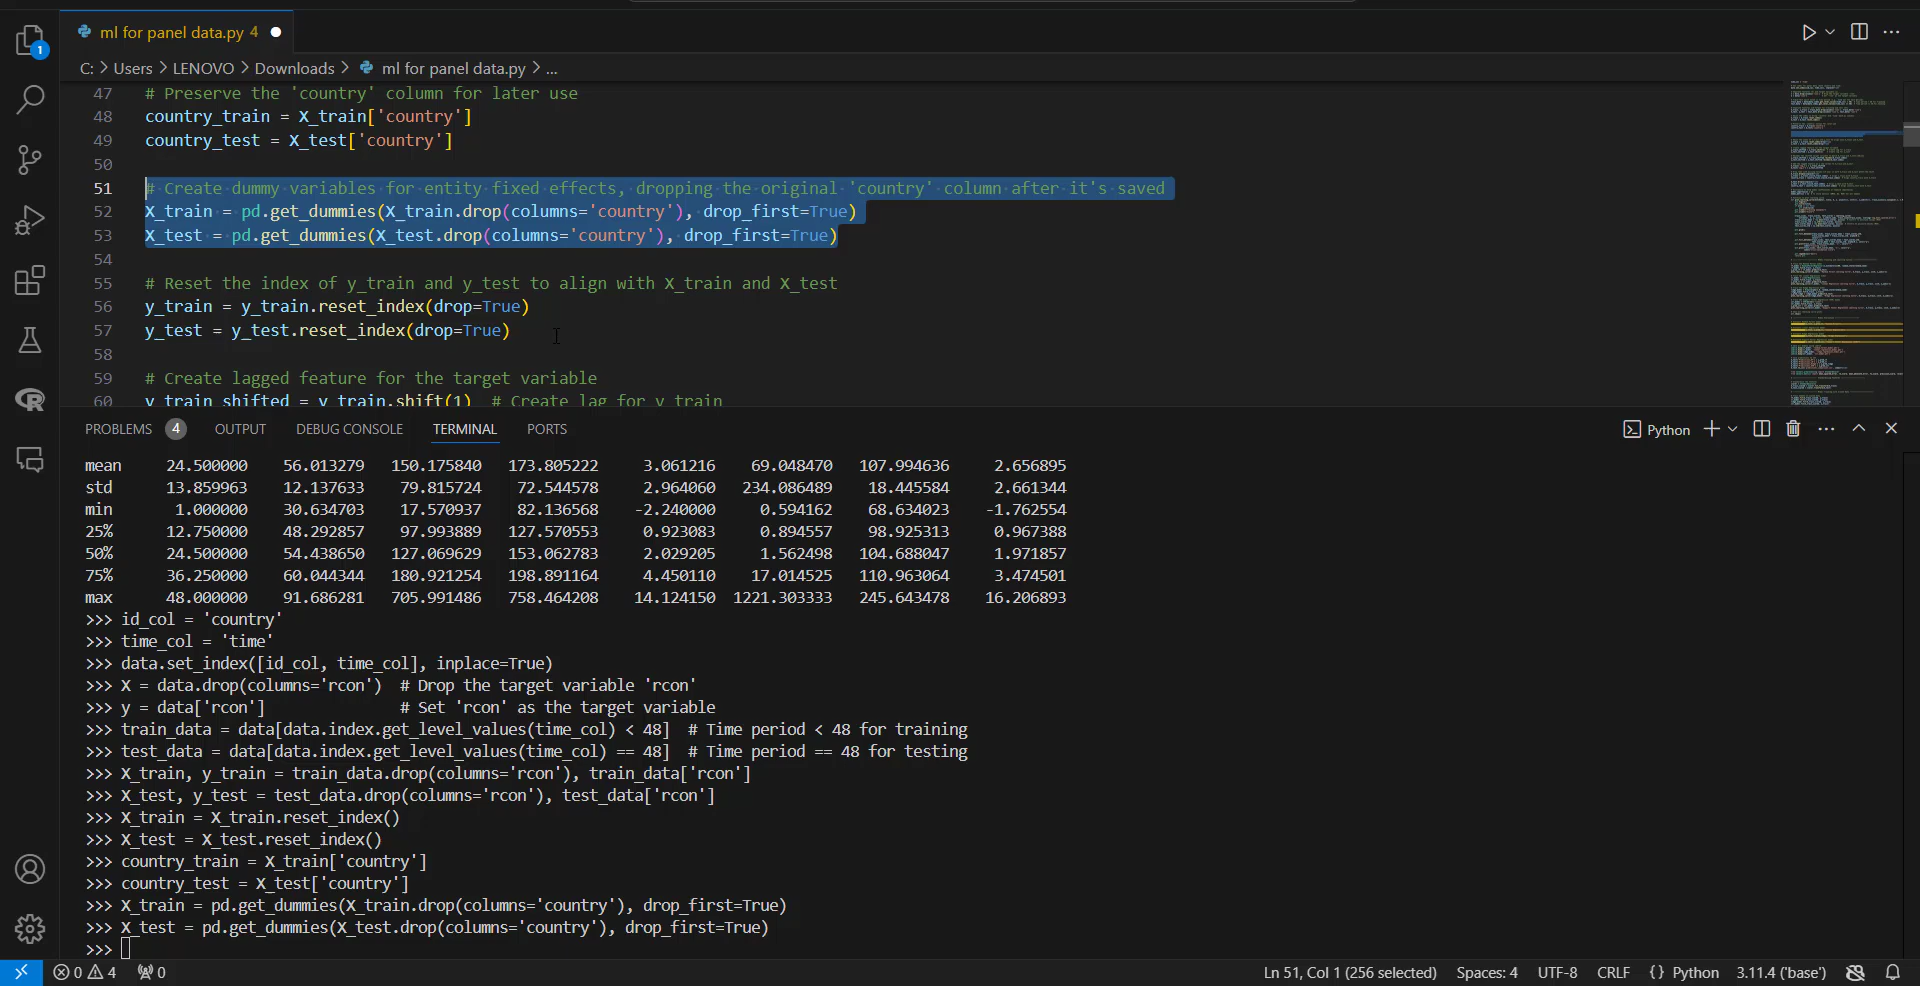 ml for panel data.py 4
C: > Users > LENOVO > Downloads > ml for panel data.py > ...
47 # Preserve the 'country' column for later use
48 country_train = X_train['country']
49 country_test = X_test['country']
50
51 # Create dummy variables for entity fixed effects, dropping the original 'country' column after it's saved
52 X_train = pd.get_dummies(X_train.drop(columns='country'), drop_first=True)
53 X_test = pd.get_dummies(X_test.drop(columns='country'), drop_first=True)
54
55 # Reset the index of y_train and y_test to align with X_train and X_test
56 y_train = y_train.reset_index(drop=True)
57 y_test = y_test.reset_index(drop=True)
58
59 # Create lagged feature for the target variable
60 y_train_shifted = y_train.shift(1) # Create lag for y_train
1
PROBLEMS 4 OUTPUT DEBUG CONSOLE TERMINAL PORTS Python
mean 24.500000 56.013279 150.175840 173.805222 3.061216 69.048470 107.994636 2.656895
std 13.859963 12.137633 79.815724 72.544578 2.964060 234.086489 18.445584 2.661344
min 1.000000 30.634703 17.570937 82.136568 -2.240000 0.594162 68.634023 -1.762554
25% 12.750000 48.292857 97.993889 127.570553 0.923083 0.894557 98.925313 0.967388
50% 24.500000 54.438650 127.069629 153.062783 2.029205 1.562498 104.688047 1.971857
75% 36.250000 60.044344 180.921254 198.891164 4.450110 17.014525 110.963064 3.474501
max 48.000000 91.686281 705.991486 758.464208 14.124150 1221.303333 245.643478 16.206893
>>> id_col = 'country'
>>> time_col = 'time'
>>> data.set_index([id_col, time_col], inplace=True)
>>> X = data.drop(columns='rcon') # Drop the target variable 'rcon'
>>> y = data['rcon'] # Set 'rcon' as the target variable
>>> train_data = data[data.index.get_level_values(time_col) < 48] # Time period < 48 for training
>>> test_data = data[data.index.get_level_values(time_col) == 48] # Time period == 48 for testing
>>> X_train, y_train = train_data.drop(columns='rcon'), train_data['rcon']
>>> X_test, y_test = test_data.drop(columns='rcon'), test_data['rcon']
>>> X_train = X_train.reset_index()
>>> X_test = X_test.reset_index()
>>> country_train = X_train['country']
>>> country_test = X_test['country']
>>> X_train = pd.get_dummies(X_train.drop(columns='country'), drop_first=True)
>>> X_test = pd.get_dummies(X_test.drop(columns='country'), drop_first=True)
>>>
0 4 0 Ln 51, Col 1 (256 selected) Spaces: 4 UTF-8 CRLF {} Python 3.11.4 ('base')